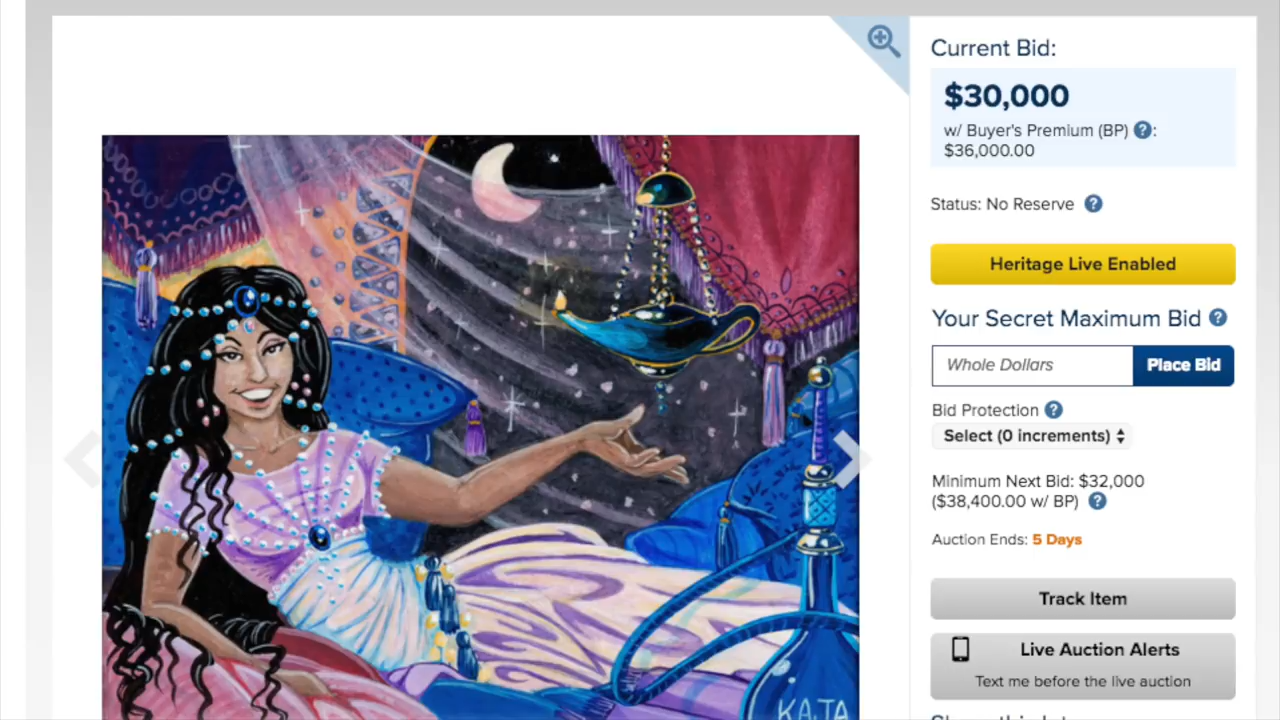 Current Bid:
$30,000
w/ Buyer's Premium (BP) ? :
$36,000.00
Status: No Reserve ?
Heritage Live Enabled
Your Secret Maximum Bid ?
Whole Dollars
Place Bid
Bid Protection ?
Select (0 increments)
Minimum Next Bid: $32,000
($38,400.00 w/ BP) ?
Auction Ends: 5 Days
Track Item
Live Auction Alerts
Text me before the live auction
KAJA